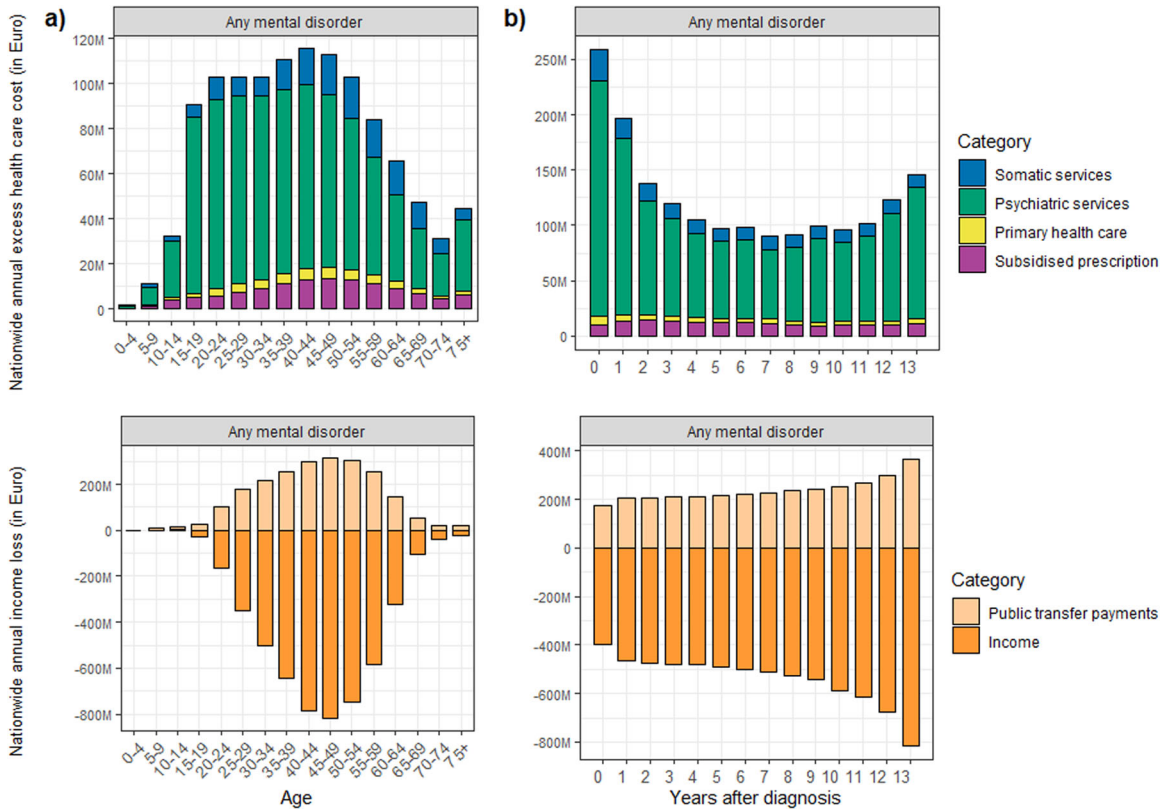 a)
Nationwide annual excess health care cost (in Euro)
Any mental disorder
120M
100M
80M
60M
40M
20M
0
0-4
5-9
10-14
15-19
20-24
25-29
30-34
35-39
40-44
45-49
50-54
55-59
60-64
65-69
70-74
75+
b)
Any mental disorder
250M
200M
150M
100M
50M
0
0 1 2 3 4 5 6 7 8 9 10 11 12 13
Category
Somatic services
Psychiatric services
Primary health care
Subsidised prescription
Nationwide annual income loss (in Euro)
Any mental disorder
200M
0
-200M
-400M
-600M
-800M
0-4
5-9
10-14
15-19
20-24
25-29
30-34
35-39
40-44
45-49
50-54
55-59
60-64
65-69
70-74
75+
Age
Any mental disorder
400M
200M
0
-200M
-400M
-600M
-800M
0 1 2 3 4 5 6 7 8 9 10 11 12 13
Years after diagnosis
Category
Public transfer payments
Income